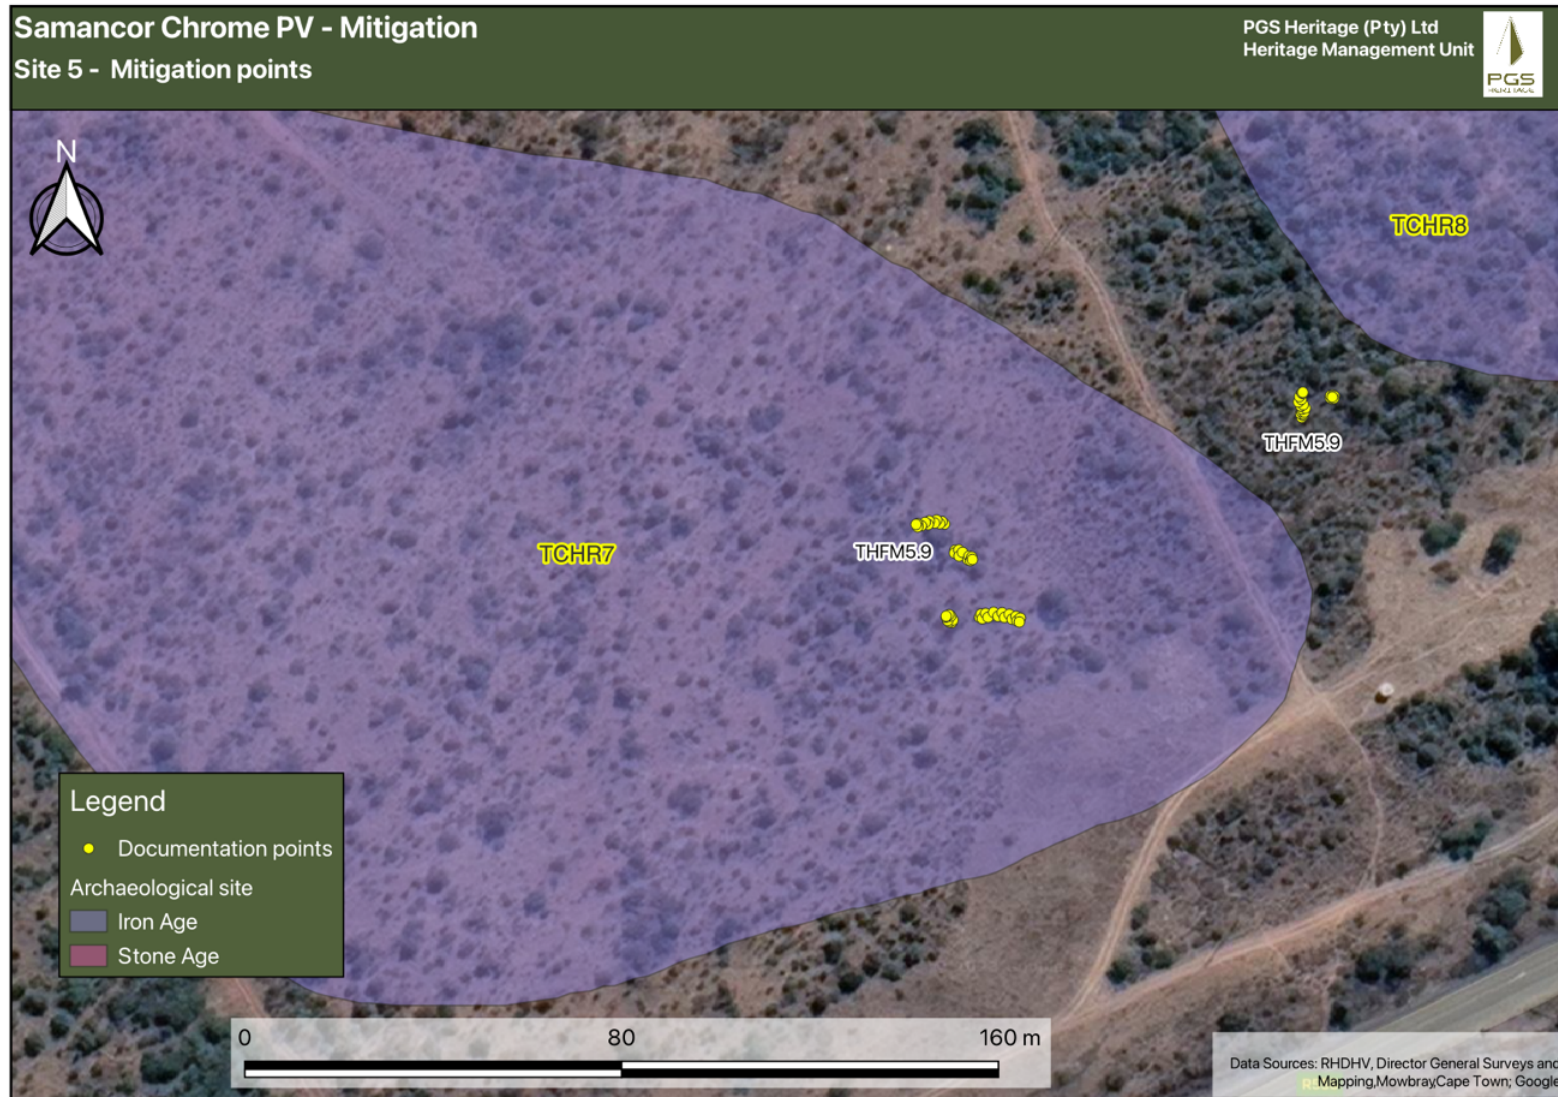 Samancor Chrome PV - Mitigation
Site 5 - Mitigation points
PGS Heritage (Pty) Ltd
Heritage Management Unit
PGS
HERITAGE
N
TCHR8
THFM5.9
TCHR7
THFM5.9
Legend
Documentation points
Archaeological site
Iron Age
Stone Age
0 80 160 m
Data Sources: RHDHV, Director General Surveys and
Mapping,Mowbray,Cape Town; Google